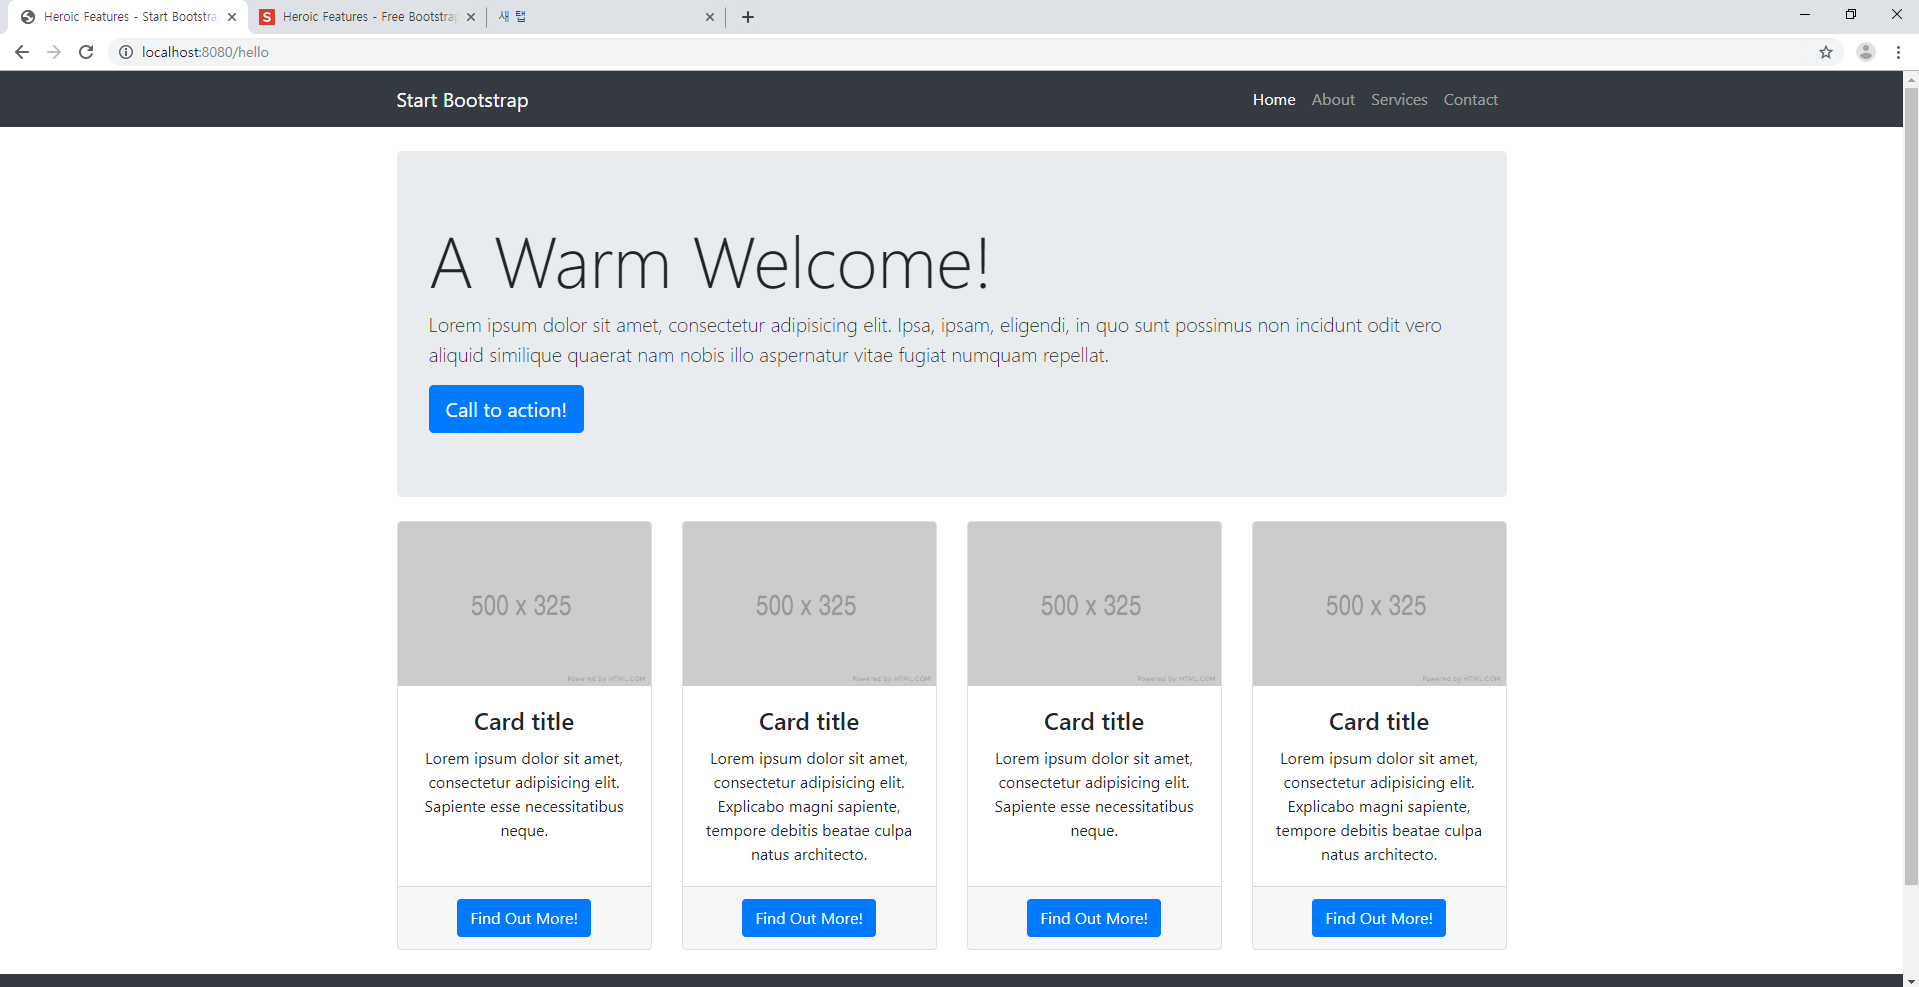 Heroic Features - Start Bootstra
Heroic Features - Free Bootstrap
새 탭
localhost:8080/hello
Start Bootstrap
Home About Services Contact
A Warm Welcome!
Lorem ipsum dolor sit amet, consectetur adipisicing elit. Ipsa, ipsam, eligendi, in quo sunt possimus non incidunt odit vero
aliquid similique quaerat nam nobis illo aspernatur vitae fugiat numquam repellat.
Call to action!
500 x 325
Powered by HTML.COM
Card title
Lorem ipsum dolor sit amet,
consectetur adipisicing elit.
Sapiente esse necessitatibus
neque.
Find Out More!
500 x 325
Powered by HTML.COM
Card title
Lorem ipsum dolor sit amet,
consectetur adipisicing elit.
Explicabo magni sapiente,
tempore debitis beatae culpa
natus architecto.
Find Out More!
500 x 325
Powered by HTML.COM
Card title
Lorem ipsum dolor sit amet,
consectetur adipisicing elit.
Sapiente esse necessitatibus
neque.
Find Out More!
500 x 325
Powered by HTML.COM
Card title
Lorem ipsum dolor sit amet,
consectetur adipisicing elit.
Explicabo magni sapiente,
tempore debitis beatae culpa
natus architecto.
Find Out More!